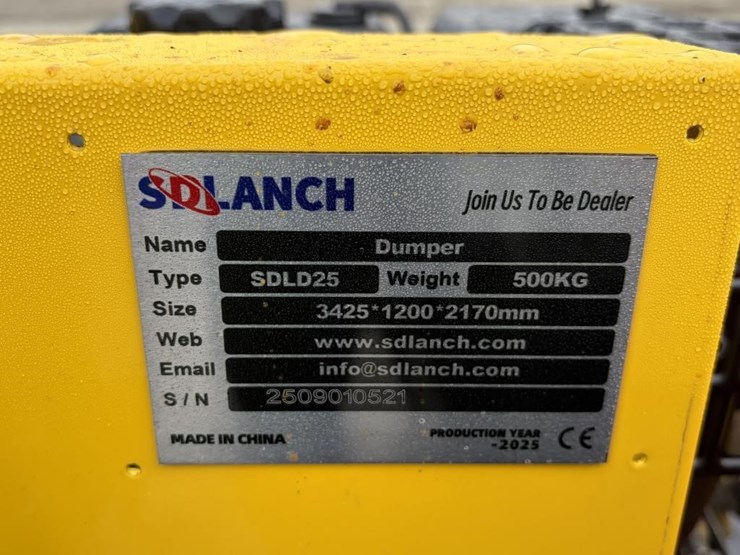 SDLANCH Join Us To Be Dealer
Name Dumper
Type SDLD25 Weight 500KG
Size 3425*1200*2170mm
Web www.sdlanch.com
Email info@sdlanch.com
S/N 2509010521
MADE IN CHINA PRODUCTION YEAR
-2025 CE